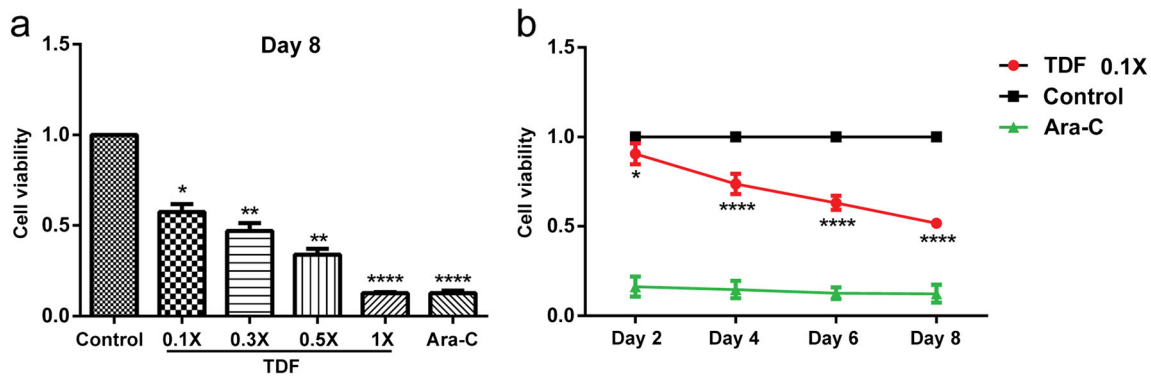 a
Day 8
Cell viability
1.5
1.0
0.5
0.0
*
**
**
****
****
Control 0.1X 0.3X 0.5X 1X Ara-C
TDF
b
Cell viability
1.5
1.0
0.5
0.0
*
****
****
****
Day 2 Day 4 Day 6 Day 8
TDF 0.1X
Control
Ara-C